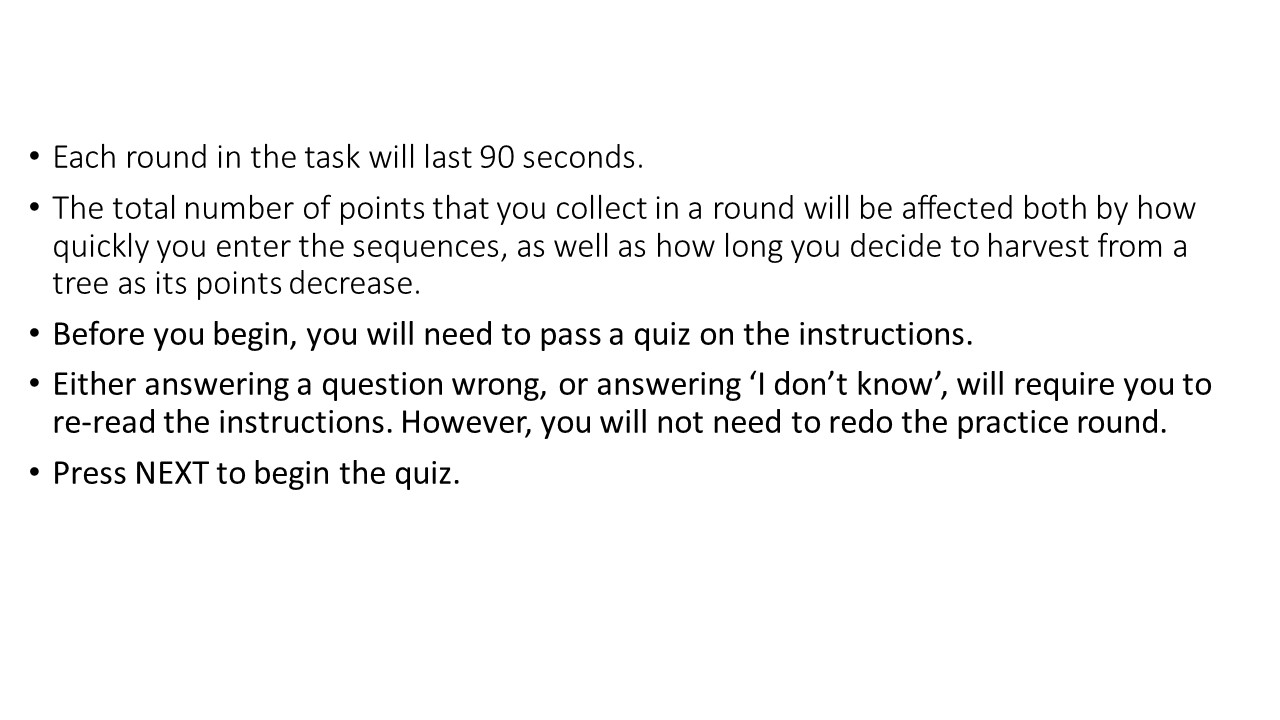 • Each round in the task will last 90 seconds.
• The total number of points that you collect in a round will be affected both by how
quickly you enter the sequences, as well as how long you decide to harvest from a
tree as its points decrease.
• Before you begin, you will need to pass a quiz on the instructions.
• Either answering a question wrong, or answering ‘I don’t know’, will require you to
re-read the instructions. However, you will not need to redo the practice round.
• Press NEXT to begin the quiz.